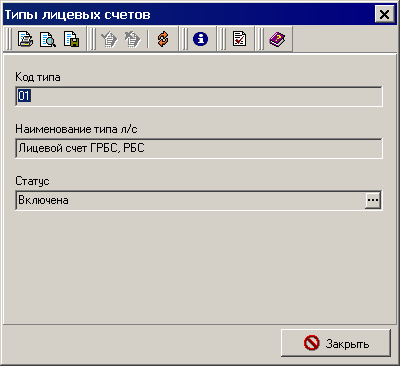 Типы лицевых счетов
Код типа
01
Наименование типа л/с
Лицевой счет ГРБС, РБС
Статус
Включена
...
Закрыть